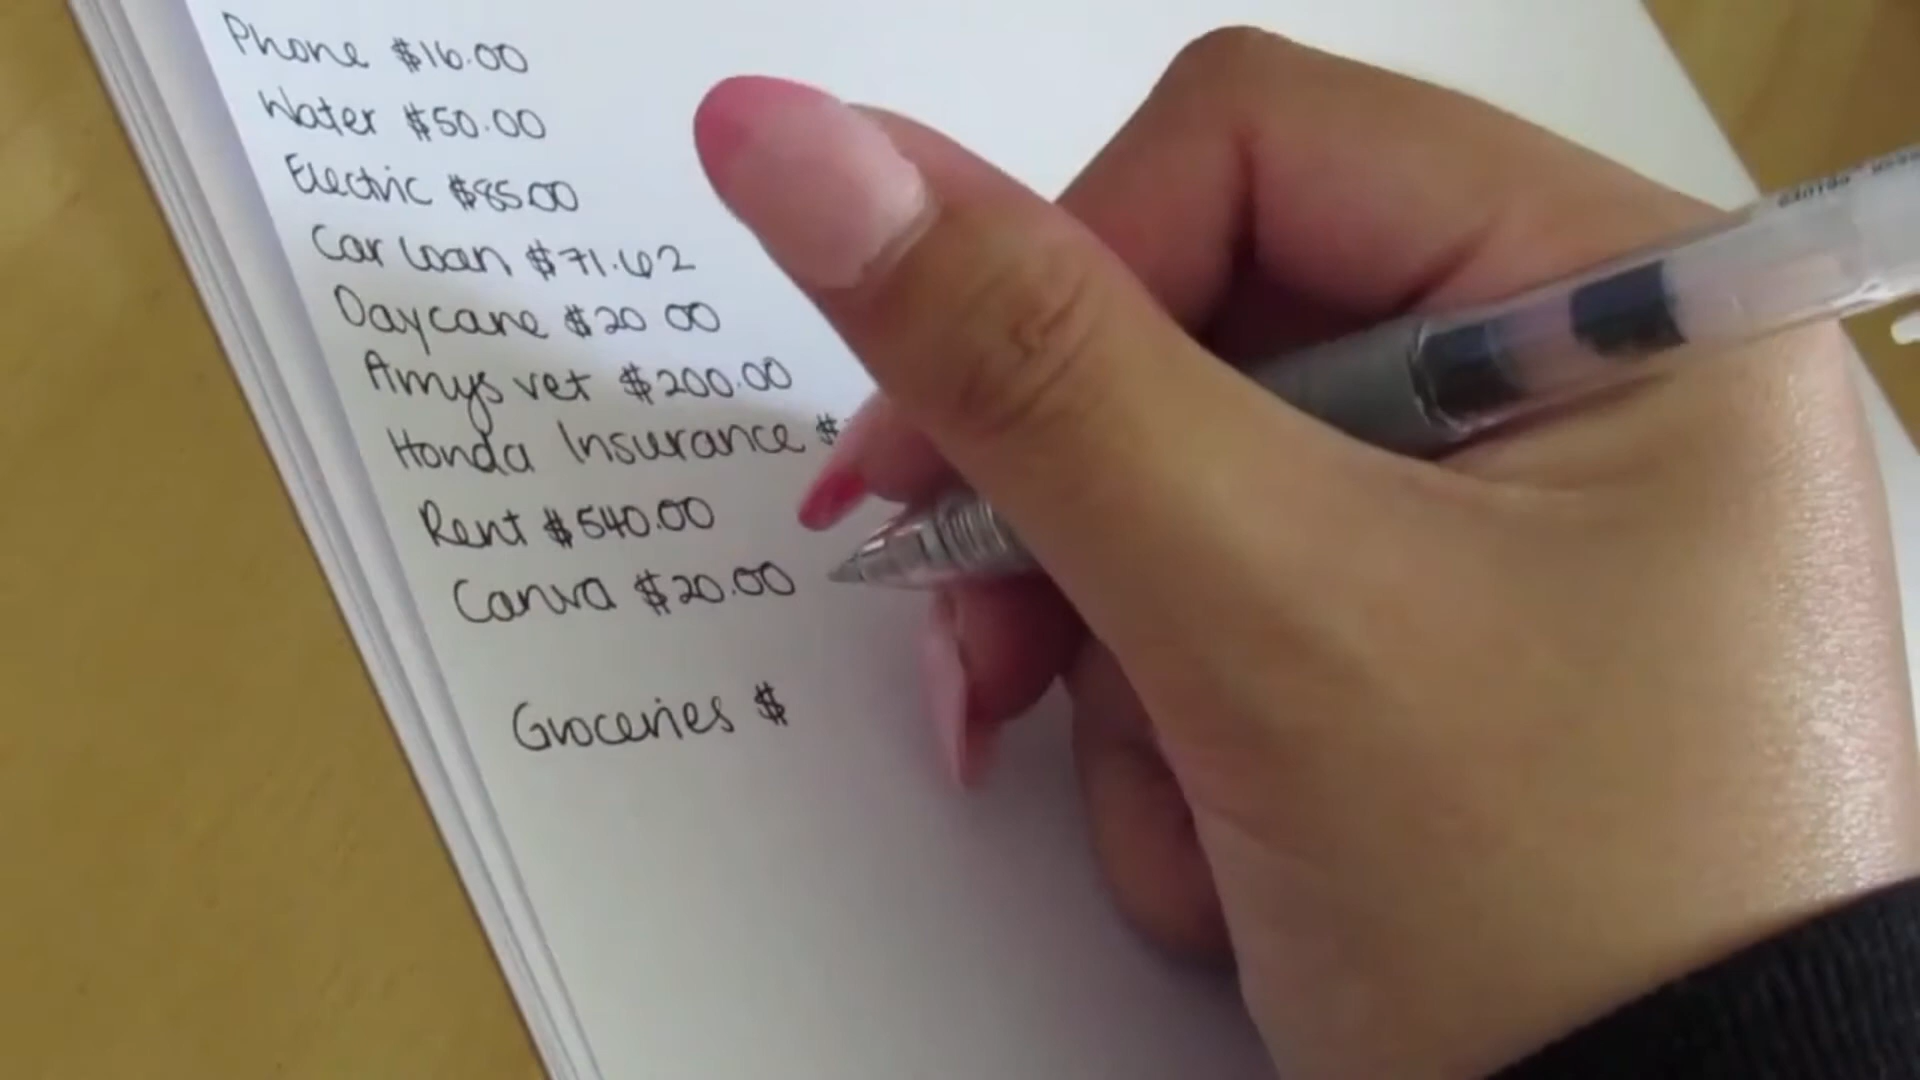 Phone $16.00
Water $50.00
Electric $85.00
Car loan $71.62
Daycare $20 00
Amys vet $200.00
Honda Insurance $
Rent $540.00
Canva $20.00
Groceries $